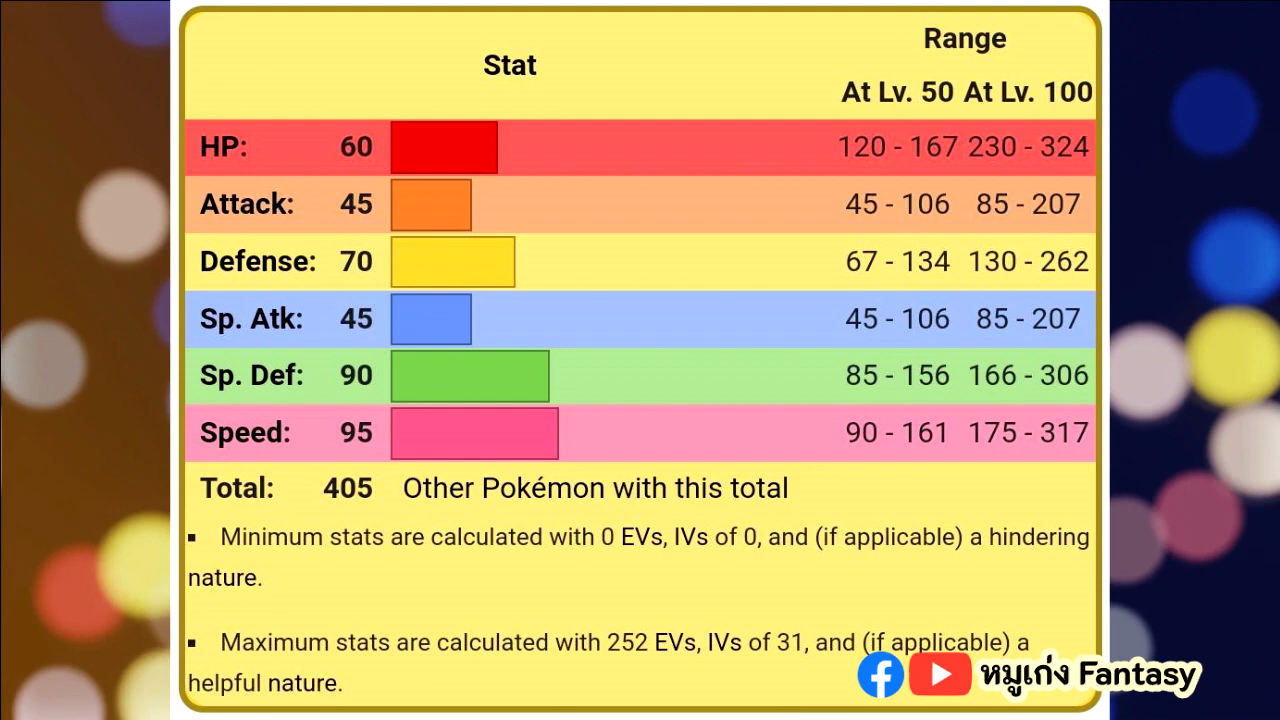 Stat
Range
At Lv. 50 At Lv. 100
HP: 60 120 - 167 230 - 324
Attack: 45 45 - 106 85 - 207
Defense: 70 67 - 134 130 - 262
Sp. Atk: 45 45 - 106 85 - 207
Sp. Def: 90 85 - 156 166 - 306
Speed: 95 90 - 161 175 - 317
Total: 405 Other Pokémon with this total
▪ Minimum stats are calculated with 0 EVs, IVs of 0, and (if applicable) a hindering
nature.
▪ Maximum stats are calculated with 252 EVs, IVs of 31, and (if applicable) a
helpful nature.
หมูเก่ง Fantasy